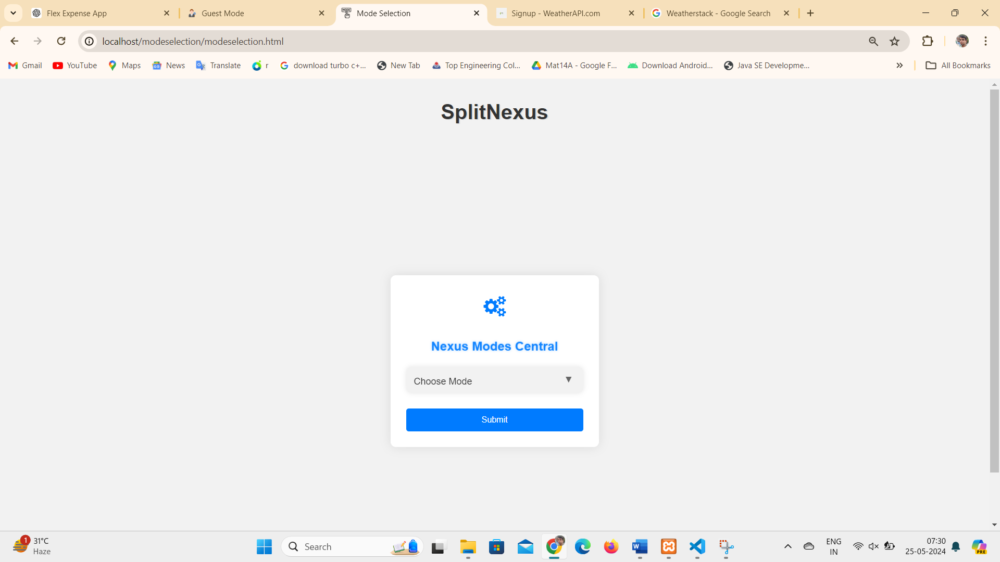 Flex Expense App
Guest Mode
MODE
Mode Selection
Signup - WeatherAPI.com
Weatherstack - Google Search
localhost/modeselection/modeselection.html
Gmail
YouTube
Maps
News
Translate
r
download turbo c+...
New Tab
Top Engineering Col...
Mat14A - Google F...
Download Android...
Java SE Developme...
All Bookmarks
SplitNexus
Nexus Modes Central
Choose Mode
Submit
1
31°C
Haze
Search
ENG
IN
07:30
25-05-2024
PRE